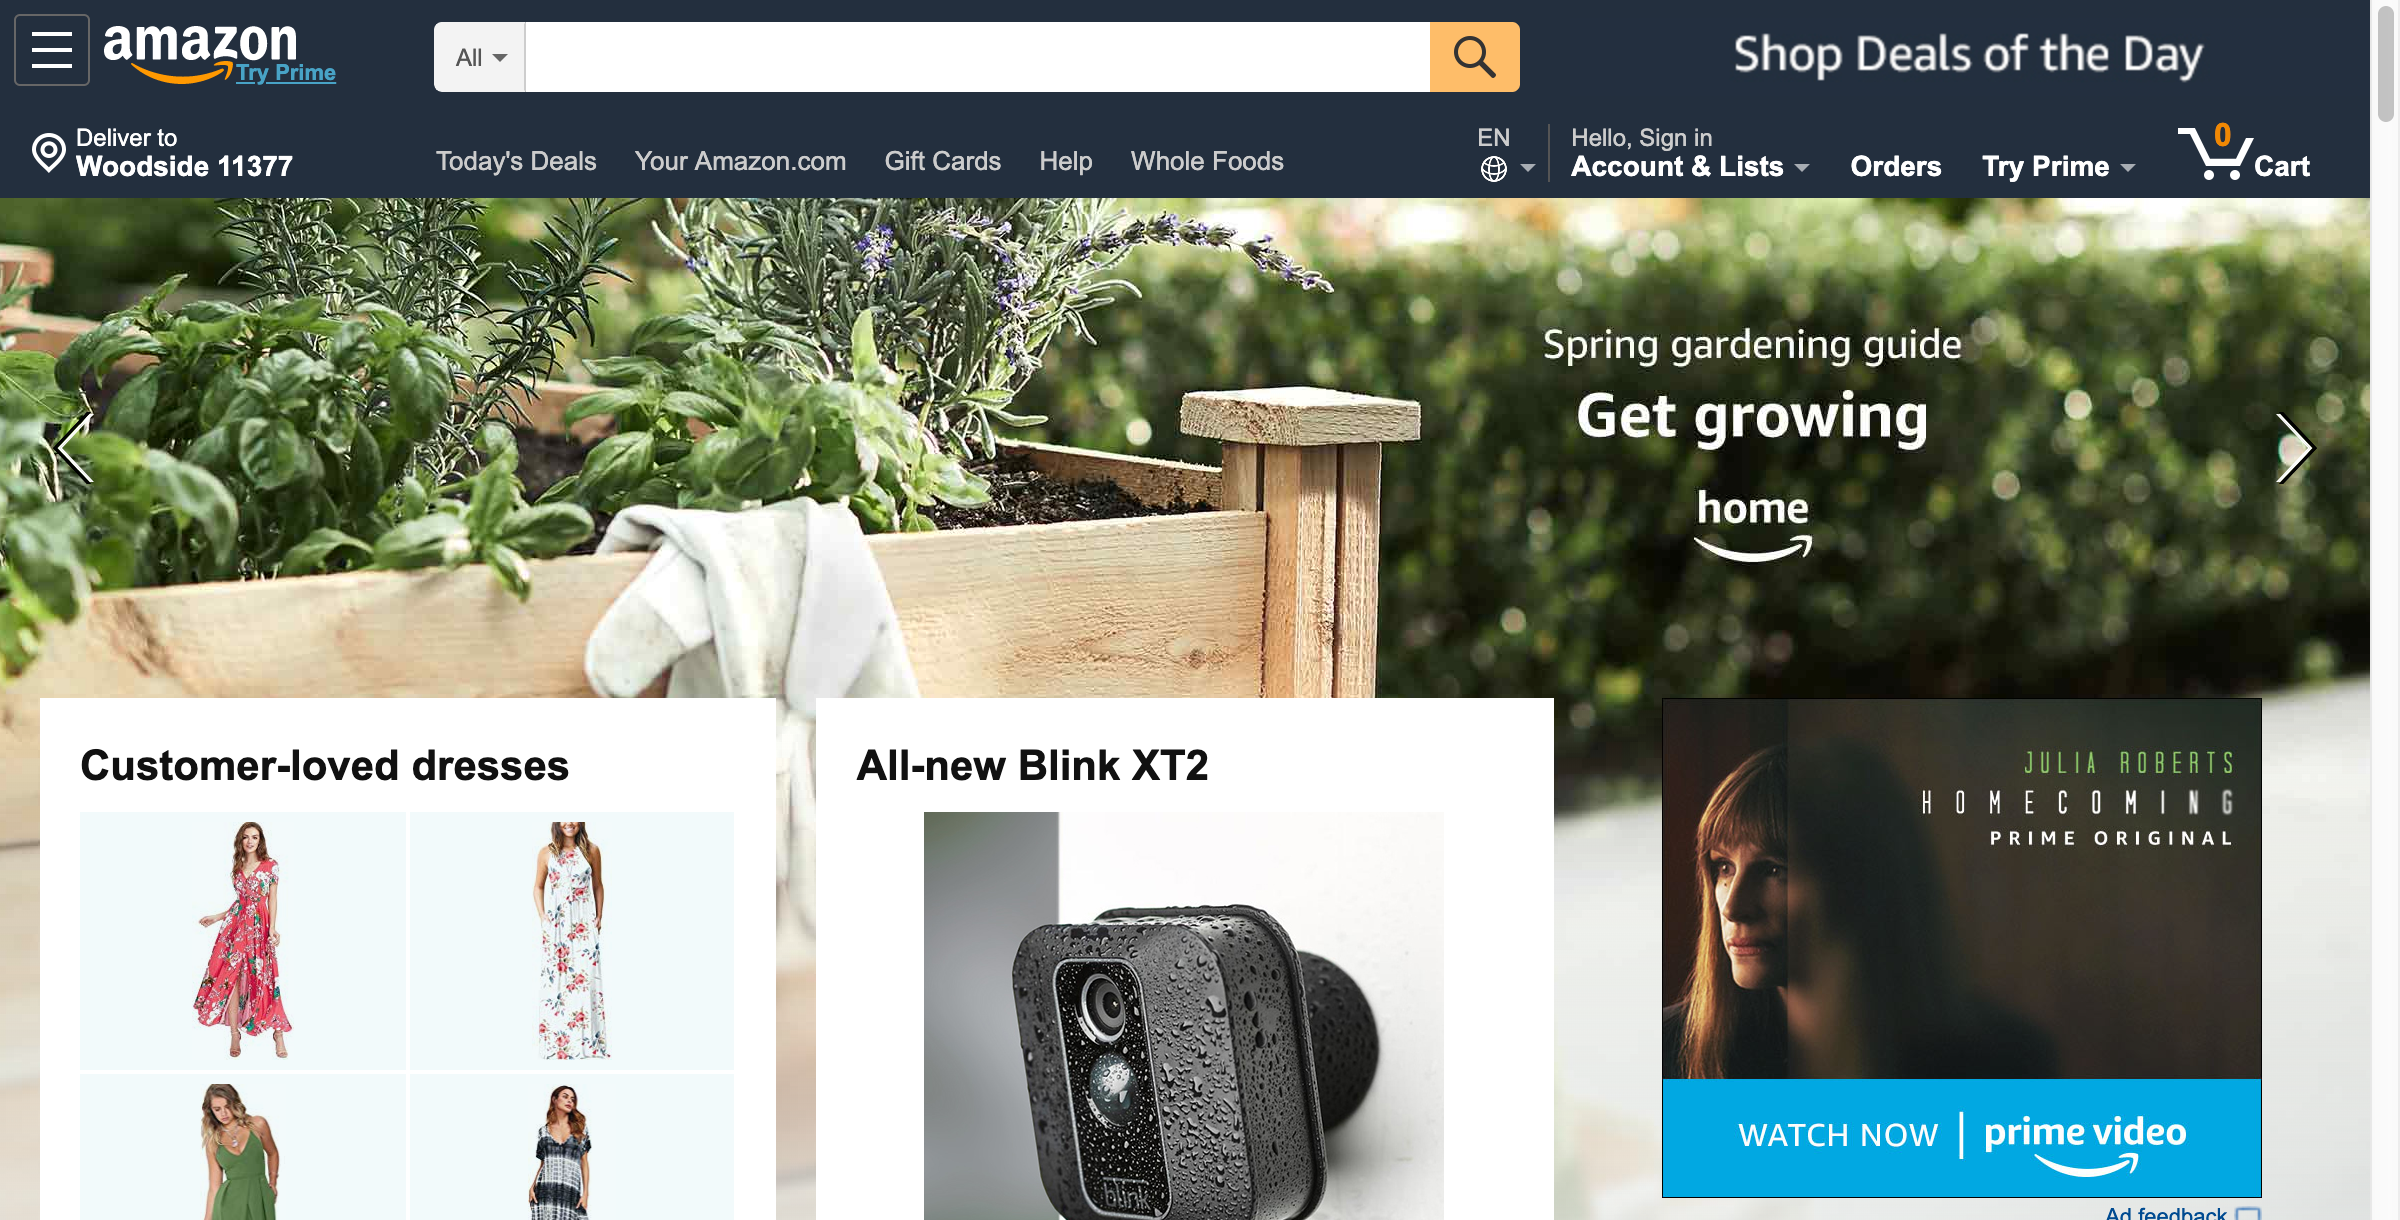 amazon
Try Prime
All
Shop Deals of the Day
Deliver to
Woodside 11377
Today's Deals
Your Amazon.com
Gift Cards
Help
Whole Foods
EN
Hello, Sign in
Account & Lists
Orders
Try Prime
0
Cart
Spring gardening guide
Get growing
home
Customer-loved dresses
All-new Blink XT2
JULIA ROBERTS
HOMECOMING
PRIME ORIGINAL
blink
WATCH NOW | prime video
Ad feedback